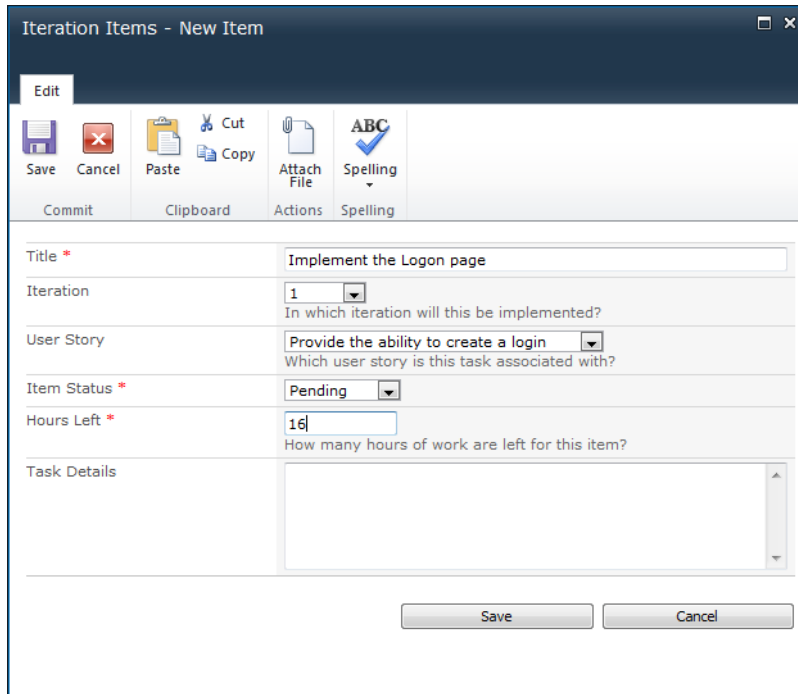 Iteration Items - New Item
Edit
Save
Cancel
Paste
Cut
Copy
Attach
File
ABC
Spelling
Commit
Clipboard
Actions
Spelling
Title *
Implement the Logon page
Iteration
1
In which iteration will this be implemented?
User Story
Provide the ability to create a login
Which user story is this task associated with?
Item Status *
Pending
Hours Left *
16
How many hours of work are left for this item?
Task Details
Save
Cancel